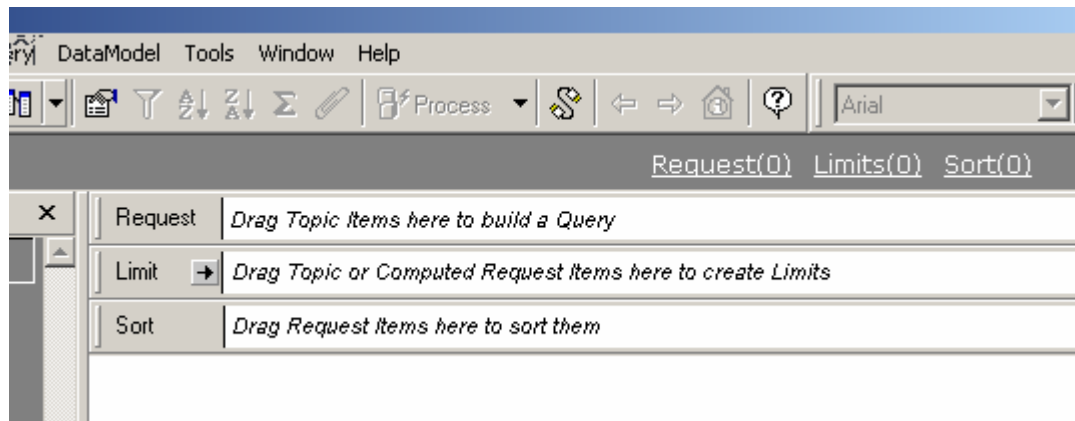 DataModel Tools Window Help
Process Arial
Request(0) Limits(0) Sort(0)
Request Drag Topic Items here to build a Query
Limit Drag Topic or Computed Request Items here to create Limits
Sort Drag Request Items here to sort them